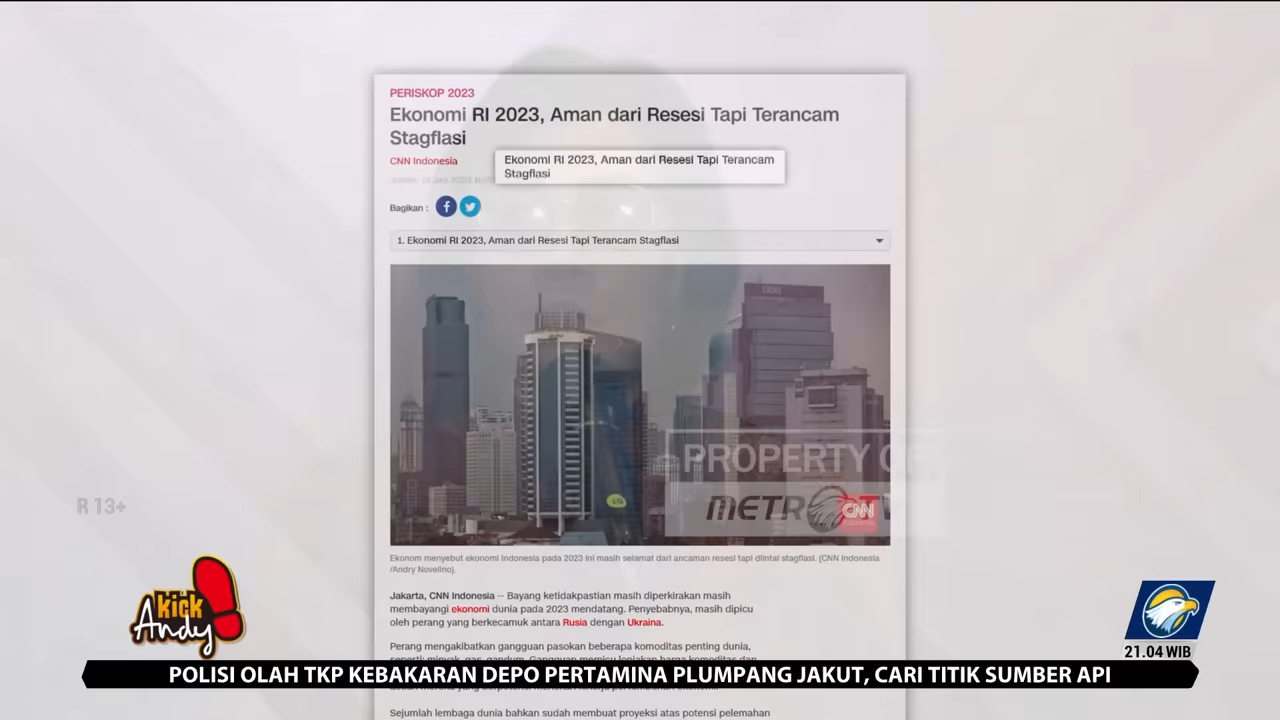 PERISKOP 2023
Ekonomi RI 2023, Aman dari Resesi Tapi Terancam
Stagflasi
CNN Indonesia
Ekonomi RI 2023, Aman dari Resesi Tapi Terancam
Stagflasi
Bagikan :
1. Ekonomi RI 2023, Aman dari Resesi Tapi Terancam Stagflasi
PROPERTY OF
METRO TV
CNN
R 13+
Ekonom menyebut ekonomi Indonesia pada 2023 ini masih selamat dari ancaman resesi tapi diintai stagflasi. (CNN Indonesia
/Andry Novelino).
Jakarta, CNN Indonesia -- Bayang ketidakpastian masih diperkirakan masih
membayangi ekonomi dunia pada 2023 mendatang. Penyebabnya, masih dipicu
oleh perang yang berkecamuk antara Rusia dengan Ukraina.
Perang mengakibatkan gangguan pasokan beberapa komoditas penting dunia,
kick
Andy
21.04 WIB
POLISI OLAH TKP KEBAKARAN DEPO PERTAMINA PLUMPANG JAKUT, CARI TITIK SUMBER API
Sejumlah lembaga dunia bahkan sudah membuat proyeksi atas potensi pelemahan